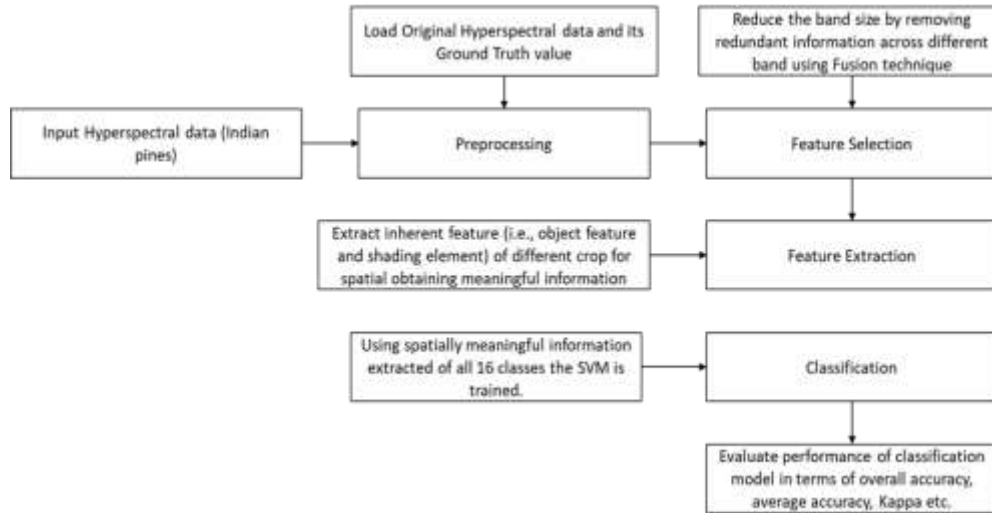 Load Original Hyperspectral data and its
Ground Truth value
Reduce the band size by removing
redundant information across different
band using Fusion technique
Input Hyperspectral data (Indian
pines)
Preprocessing
Feature Selection
Extract inherent feature (i.e., object feature
and shading element) of different crop for
spatial obtaining meaningful information
Feature Extraction
Using spatially meaningful information
extracted of all 16 classes the SVM is
trained.
Classification
Evaluate performance of classification
model in terms of overall accuracy,
average accuracy, Kappa etc.